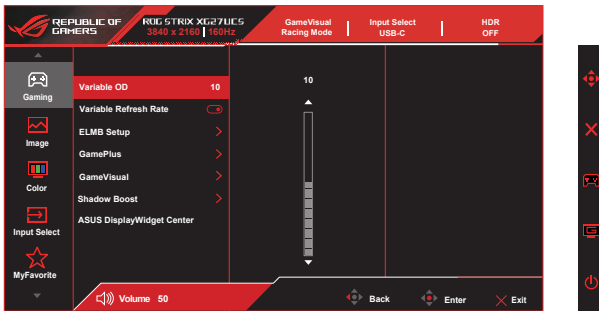 REPUBLIC OF
GAMERS
ROG STRIX XG27UCS
3840 x 2160 160Hz
GameVisual
Racing Mode
Input Select
USB-C
HDR
OFF
Gaming
Image
Color
Input Select
MyFavorite
Variable OD 10
Variable Refresh Rate
ELMB Setup
GamePlus
GameVisual
Shadow Boost
ASUS DisplayWidget Center
10
Volume 50
Back
Enter
Exit